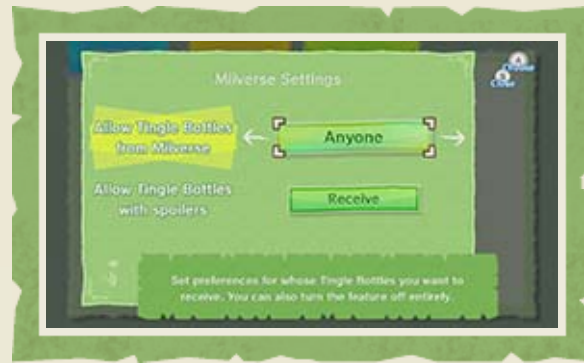 Miiverse Settings
Choose
Close
Allow Tingle Bottles
from Miiverse
Anyone
Allow Tingle Bottles
with spoilers
Receive
Set preferences for whose Tingle Bottles you want to
receive. You can also turn the feature off entirely.